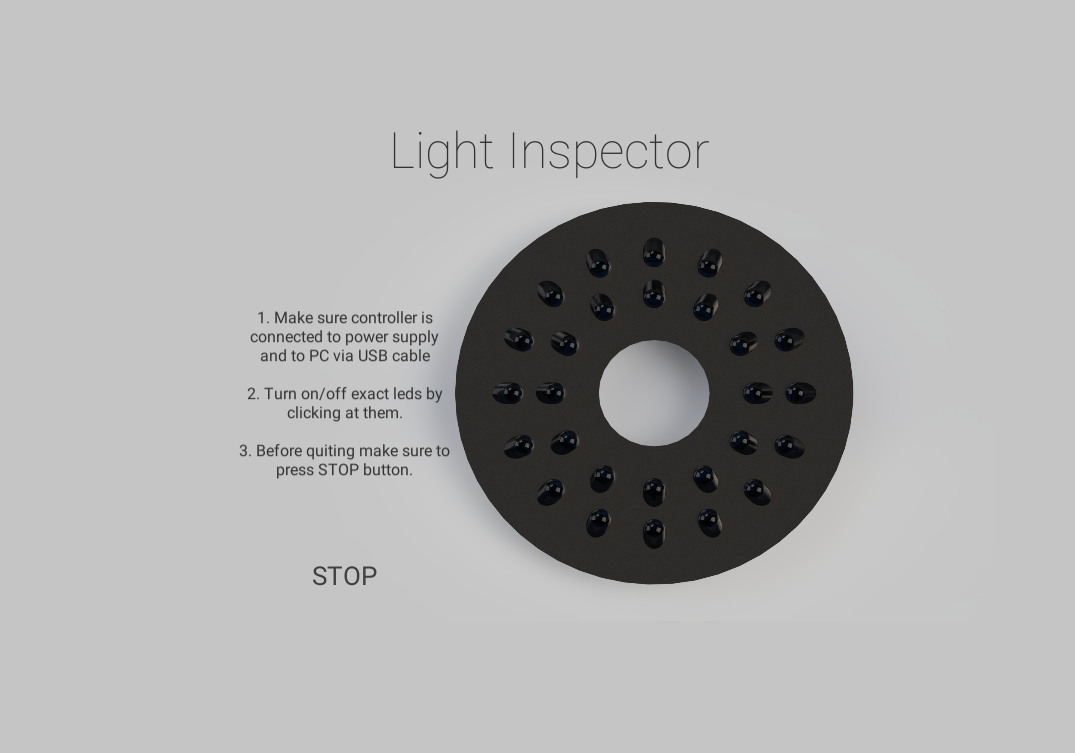 Light Inspector
1. Make sure controller is
connected to power supply
and to PC via USB cable
2. Turn on/off exact leds by
clicking at them.
3. Before quiting make sure to
press STOP button.
STOP